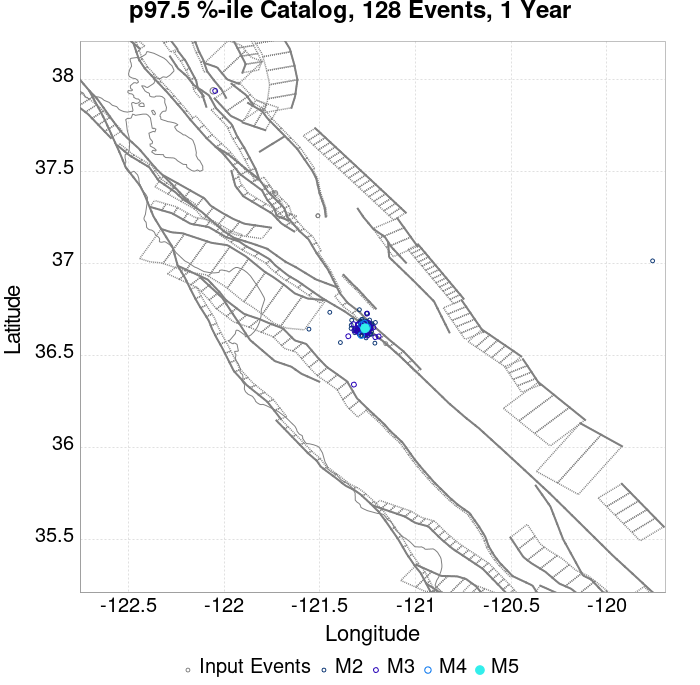 p97.5 %-ile Catalog, 128 Events, 1 Year
38
37.5
37
36.5
36
35.5
Latitude
-122.5 -122 -121.5 -121 -120.5 -120
Longitude
Input Events M2 M3 M4 M5